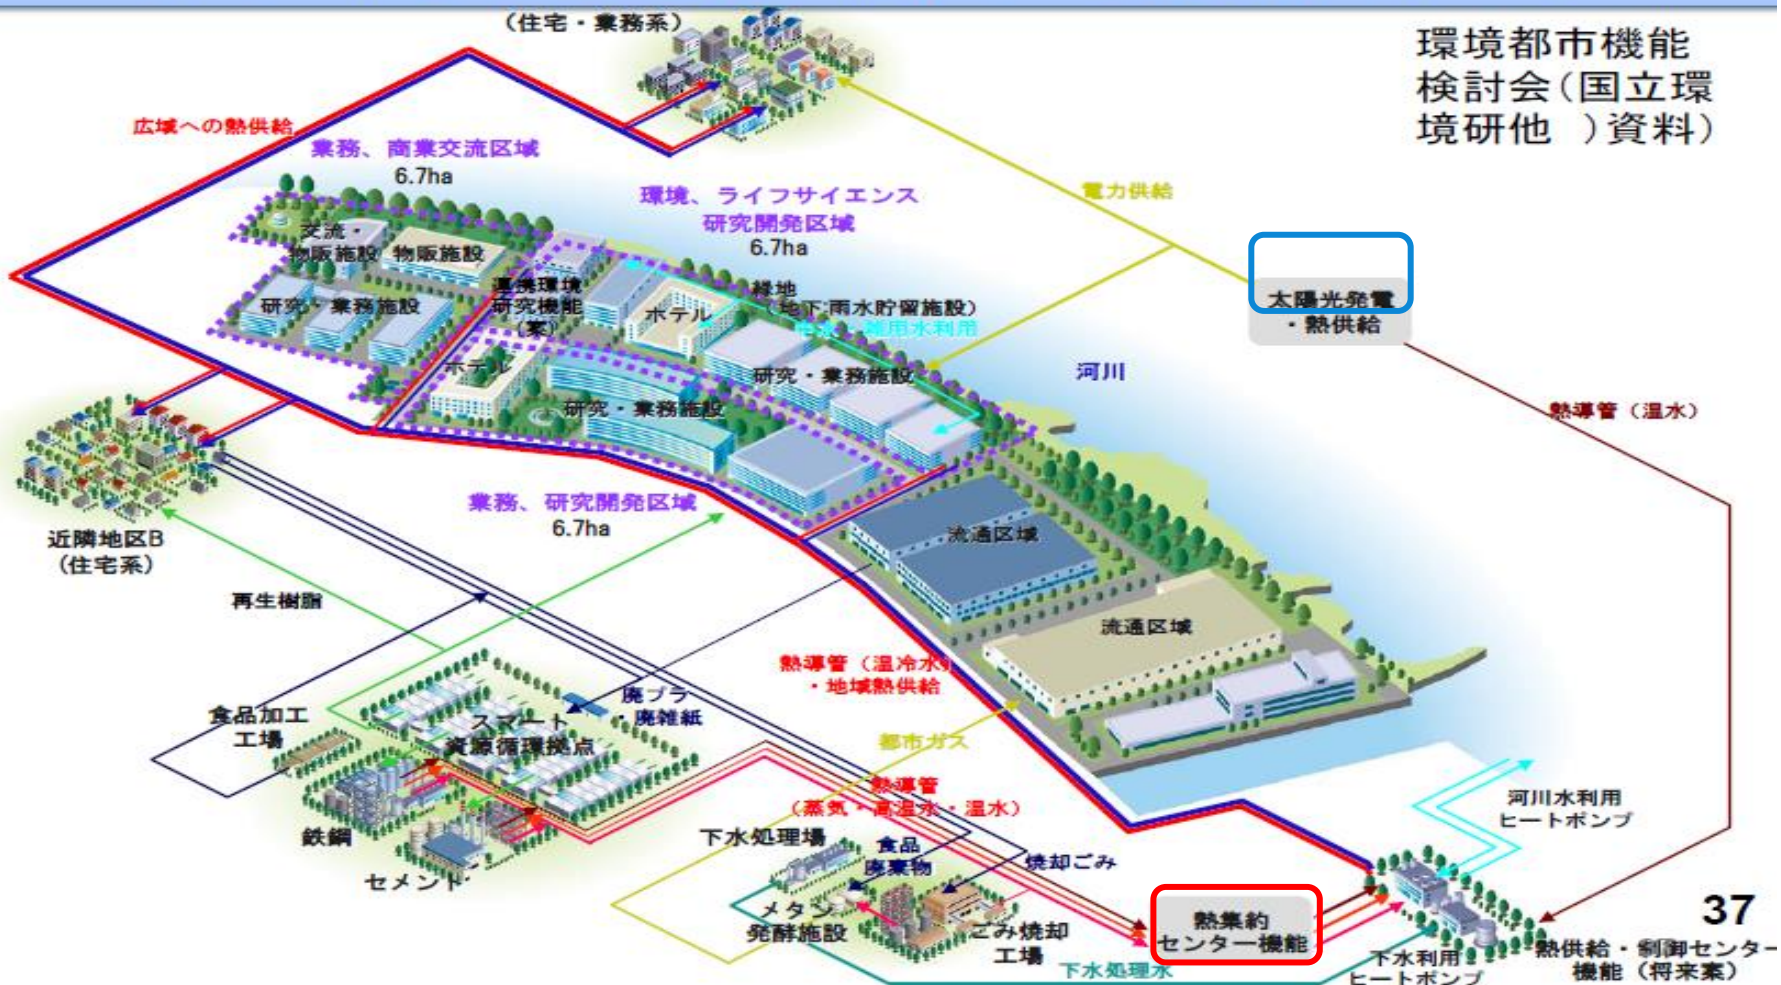 (住宅・業務系)
環境都市機能
検討会(国立環
境研他 )資料)
広域への熱供給
業務、商業交流区域
6.7ha
環境、ライフサイエンス
研究開発区域
6.7ha
電力供給
交流・
物販施設
物販施設
連携環境
研究機能
(案)
研究・業務施設
緑地
(地下:雨水貯留施設)
ホテル
雑用水利用
太陽光発電
・熱供給
ホテル
研究・業務施設
河川
研究・業務施設
熱導管(温水)
業務、研究開発区域
6.7ha
近隣地区B
(住宅系)
流通区域
再生樹脂
流通区域
熱導管(温冷水)
・地域熱供給
廃プラ
・廃雑紙
食品加工
工場
スマート
資源循環拠点
都市ガス
熱導管
(蒸気・高温水・温水)
河川水利用
ヒートポンプ
鉄鋼
下水処理場
食品
廃棄物
焼却ごみ
セメント
メタン
発酵施設
ごみ焼却
工場
熱集約
センター機能
37
下水処理水
下水利用
ヒートポンプ
熱供給・制御センター
機能(将来案)